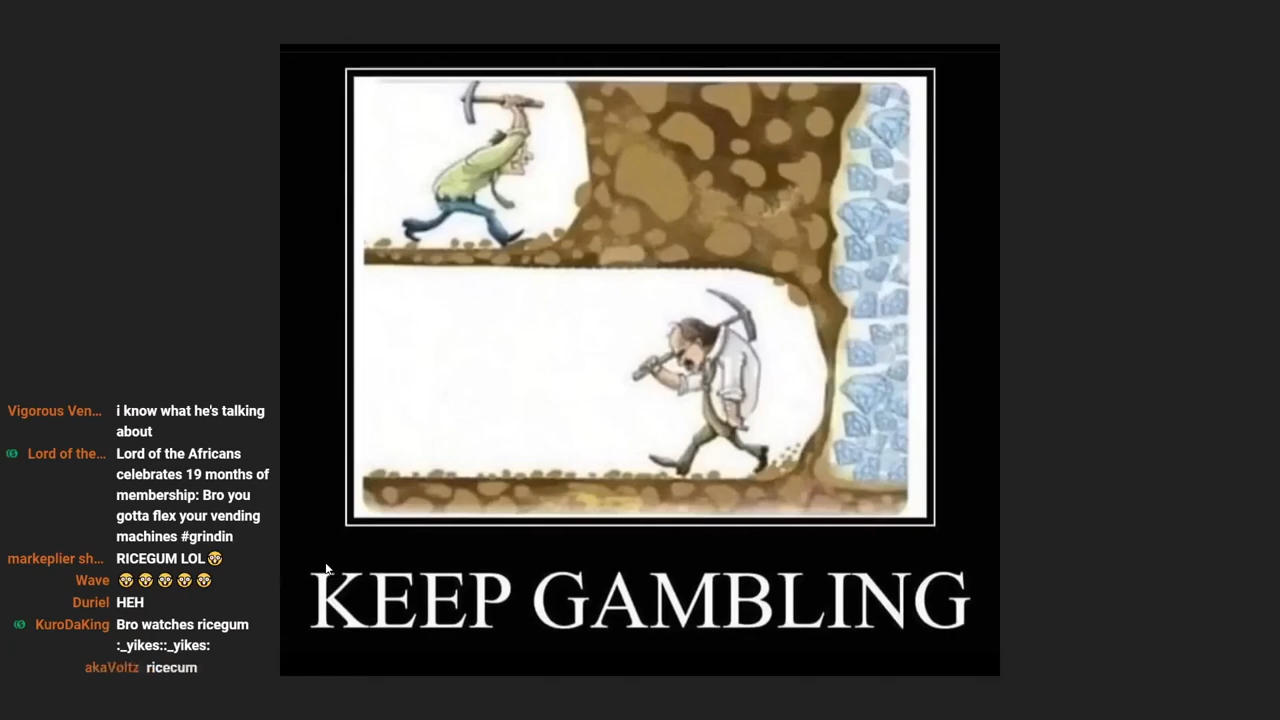 Vigorous Ven... i know what he's talking
about
Lord of the... Lord of the Africans
celebrates 19 months of
membership: Bro you
gotta flex your vending
machines #grindin
markeplier sh... RICEGUM LOL🤓
Wave 🤓🤓🤓🤓🤓
Duriel HEH
KuroDaKing Bro watches ricegum
:_yikes::_yikes:
akaVoltz ricecum
KEEP GAMBLING